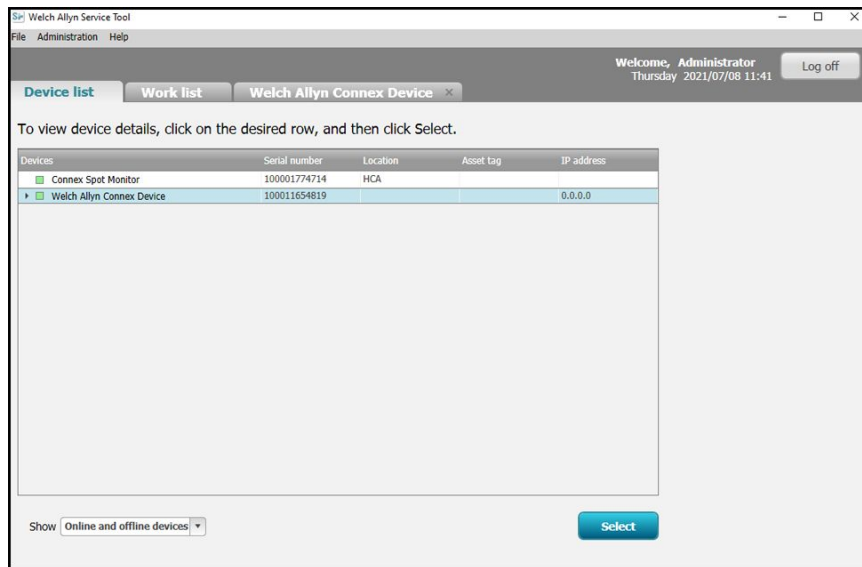 Welch Allyn Service Tool
File Administration Help
Welcome, Administrator
Thursday 2021/07/08 11:41
Log off
Device list Work list Welch Allyn Connex Device ×
To view device details, click on the desired row, and then click Select.
Devices Serial number Location Asset tag IP address
Connex Spot Monitor 100001774714 HCA
Welch Allyn Connex Device 100011654819 0.0.0.0
Show Online and offline devices Select